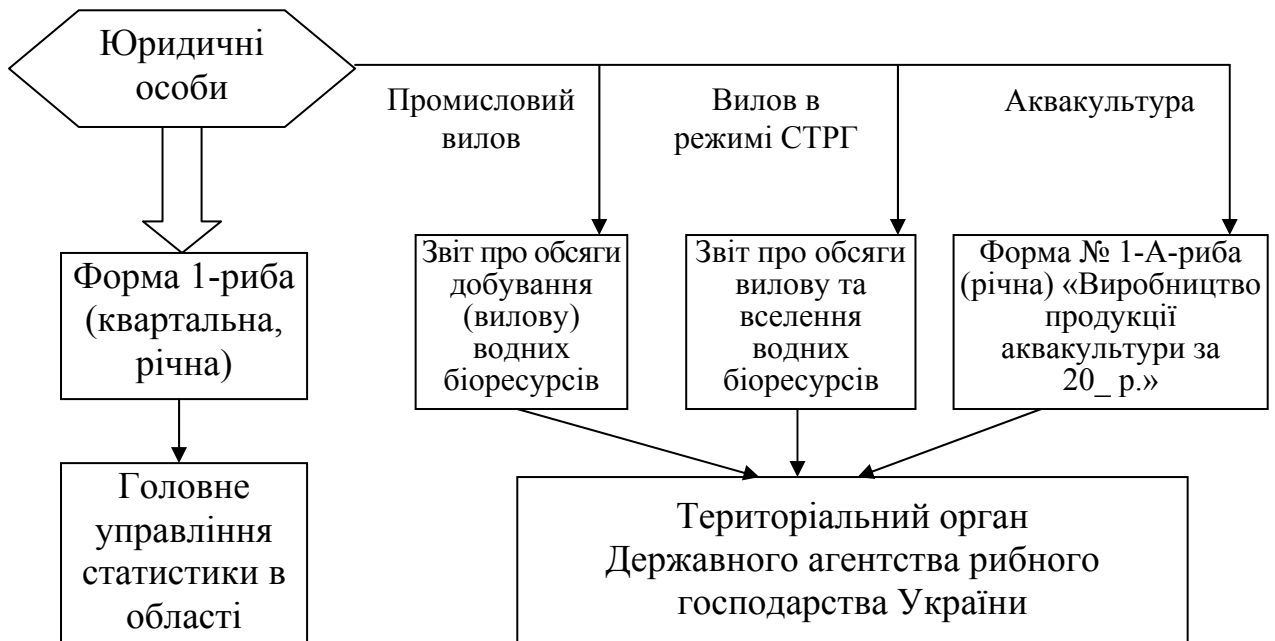 Юридичні
особи
Промисловий
вилов
Вилов в
режимі СТРГ
Аквакультура
Форма 1-риба
(квартальна,
річна)
Звіт про обсяги
добування
(вилову)
водних
біоресурсів
Звіт про обсяги
вилову та
вселення
водних
біоресурсів
Форма № 1-А-риба
(річна) «Виробництво
продукції
аквакультури за
20_ р.»
Головне
управління
статистики в
області
Територіальний орган
Державного агентства рибного
господарства України